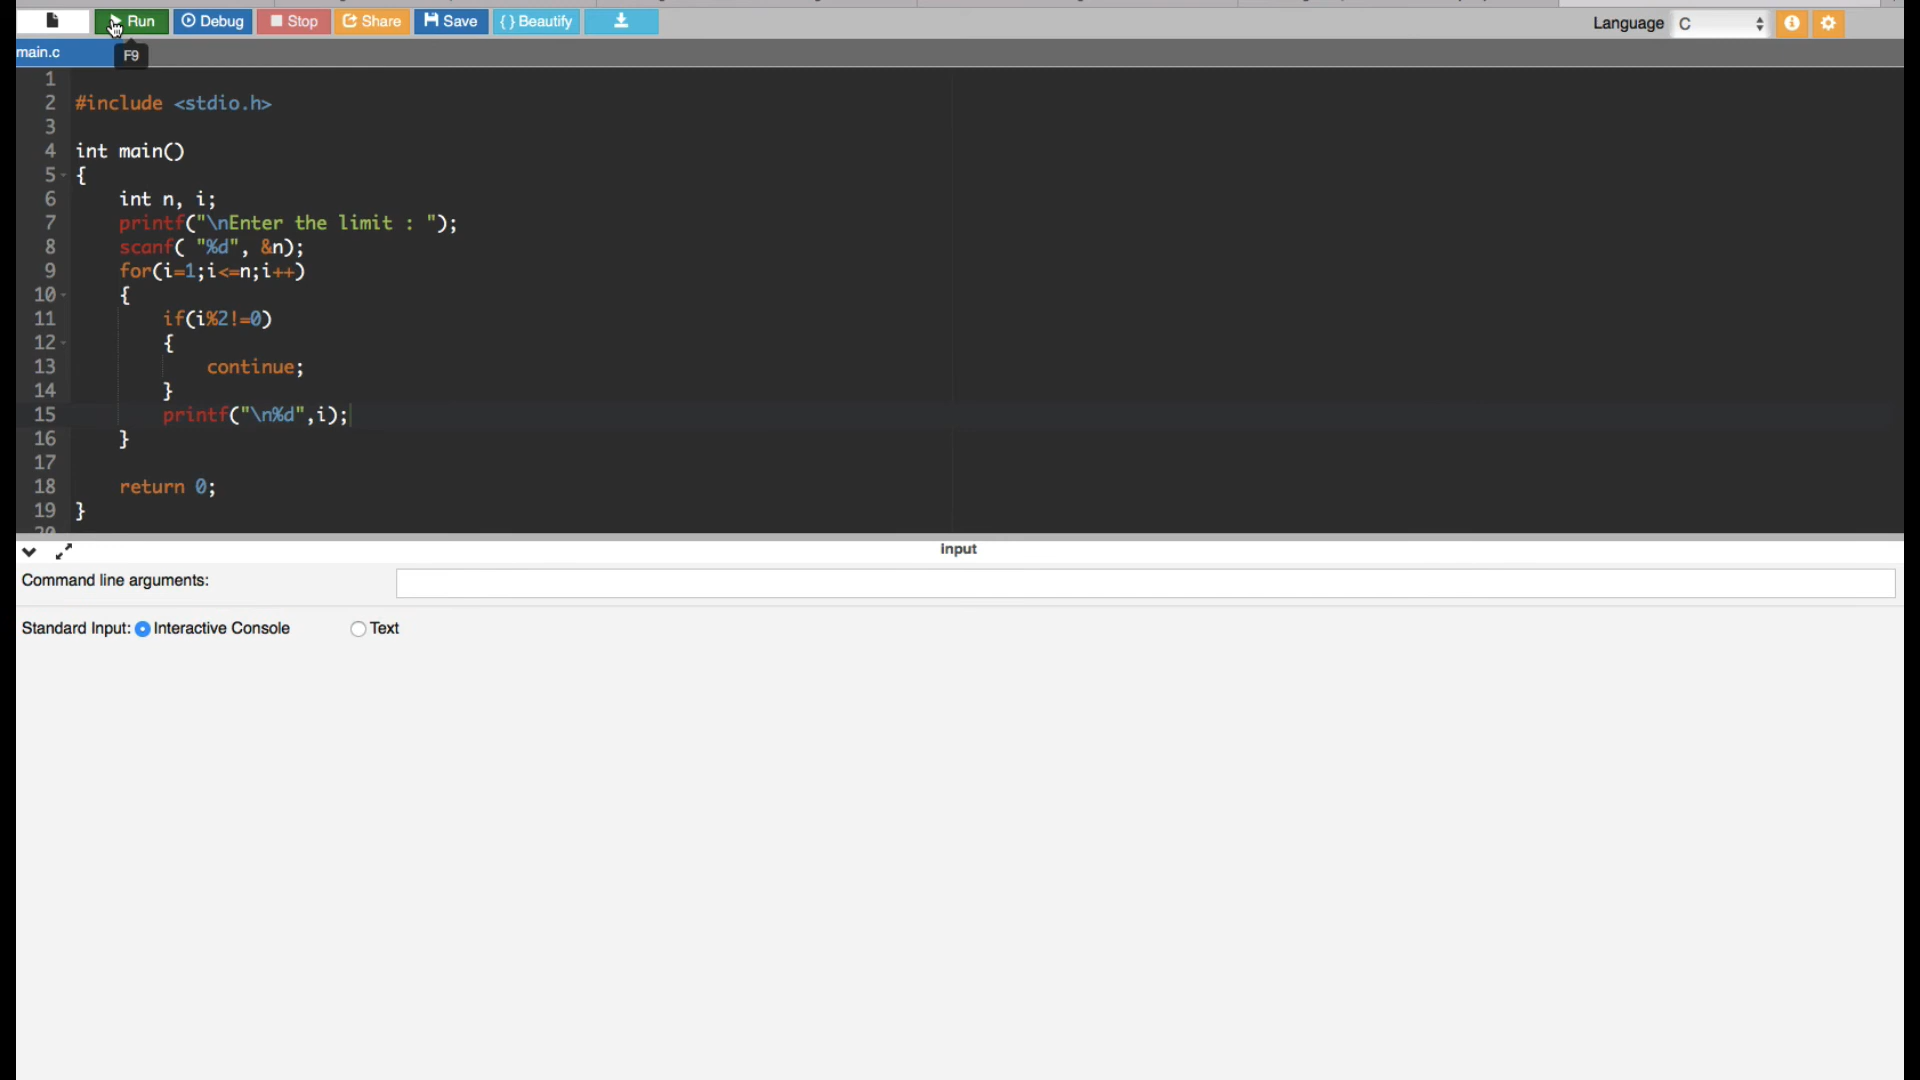 Run Debug Stop Share Save { } Beautify Language C
main.c F9
1
2 #include <stdio.h>
3
4 int main()
5 {
6 int n, i;
7 printf("\nEnter the limit : ");
8 scanf( "%d", &n);
9 for(i=1;i<=n;i++)
10 {
11 if(i%2!=0)
12 {
13 continue;
14 }
15 printf("\n%d",i);
16 }
17
18 return 0;
19 }
20
input
Command line arguments:
Standard Input: Interactive Console Text